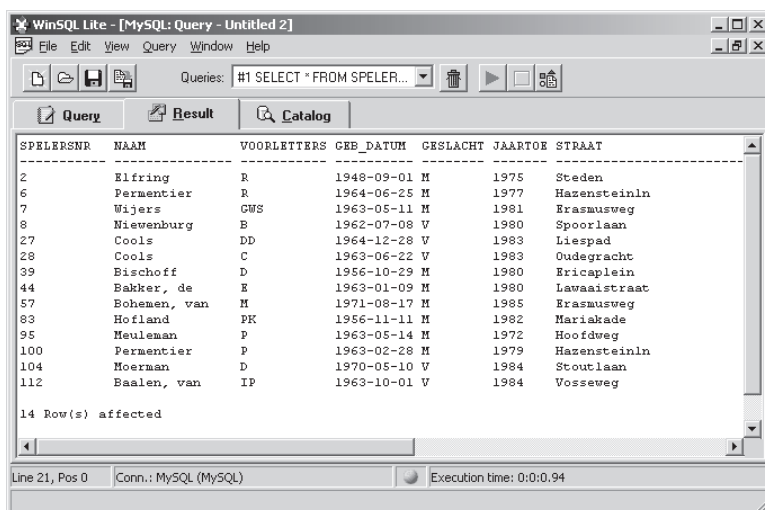 WinSQL Lite - [MySQL: Query - Untitled 2]
File Edit View Query Window Help
Queries: #1 SELECT * FROM SPELER...
Query Result Catalog
SPELERSNR NAAM VOORLETTERS GEB_DATUM GESLACHT JAARTOE STRAAT
--------- ------------ ----------- ---------- -------- ------- --------------------
2 Elfring R 1948-09-01 M 1975 Steden
6 Permentier R 1964-06-25 M 1977 Hazensteinln
7 Wijers GWS 1963-05-11 M 1981 Erasmusweg
8 Niewenburg B 1962-07-08 V 1980 Spoorlaan
27 Cools DD 1964-12-28 V 1983 Liespad
28 Cools C 1963-06-22 V 1983 Oudegracht
39 Bischoff D 1956-10-29 M 1980 Ericaplein
44 Bakker, de E 1963-01-09 M 1980 Lawaaistraat
57 Bohemen, van M 1971-08-17 M 1985 Erasmusweg
83 Hofland PK 1956-11-11 M 1982 Mariakade
95 Meuleman P 1963-05-14 M 1972 Hoofdweg
100 Permentier P 1963-02-28 M 1979 Hazensteinln
104 Moerman D 1970-05-10 V 1984 Stoutlaan
112 Baalen, van IP 1963-10-01 V 1984 Vosseweg
14 Row(s) affected
Line 21, Pos 0 Conn.: MySQL (MySQL) Execution time: 0:0:0.94